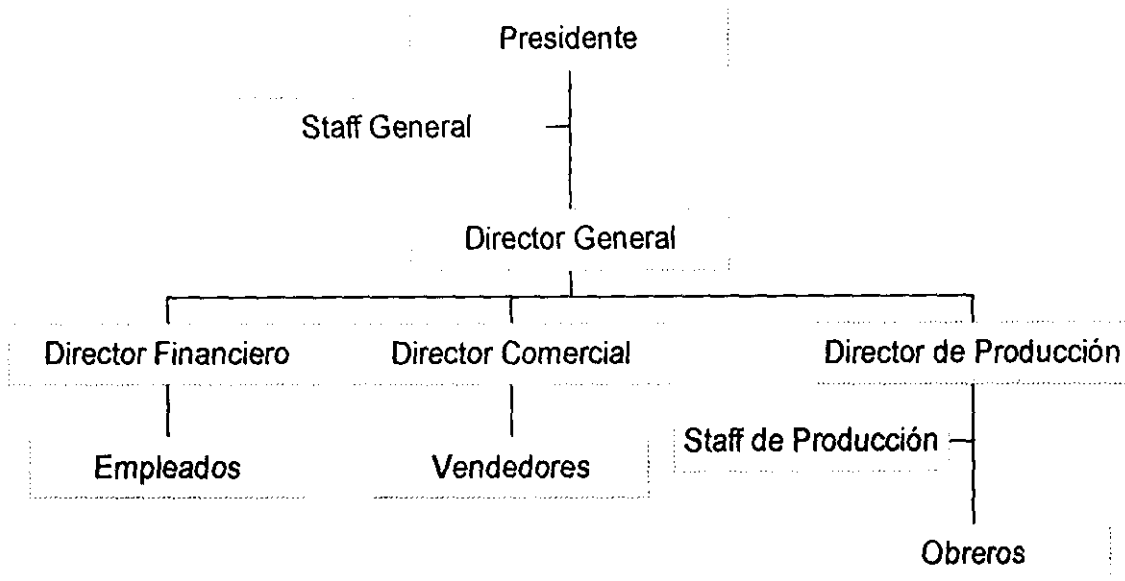 Presidente
Staff General
Director General
Director Financiero
Director Comercial
Director de Producción
Empleados
Vendedores
Staff de Producción
Obreros